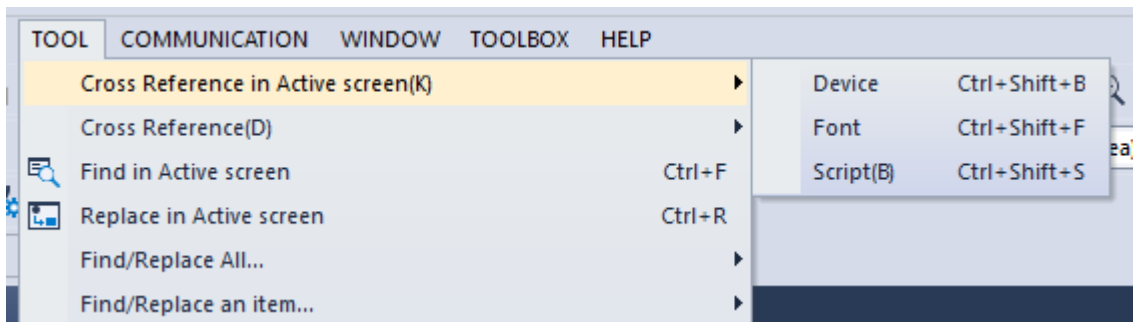 TOOL COMMUNICATION WINDOW TOOLBOX HELP
Cross Reference in Active screen(K)
Device Ctrl+Shift+B
Cross Reference(D)
Font Ctrl+Shift+F
Find in Active screen Ctrl+F
Script(B) Ctrl+Shift+S
Replace in Active screen Ctrl+R
Find/Replace All...
Find/Replace an item...